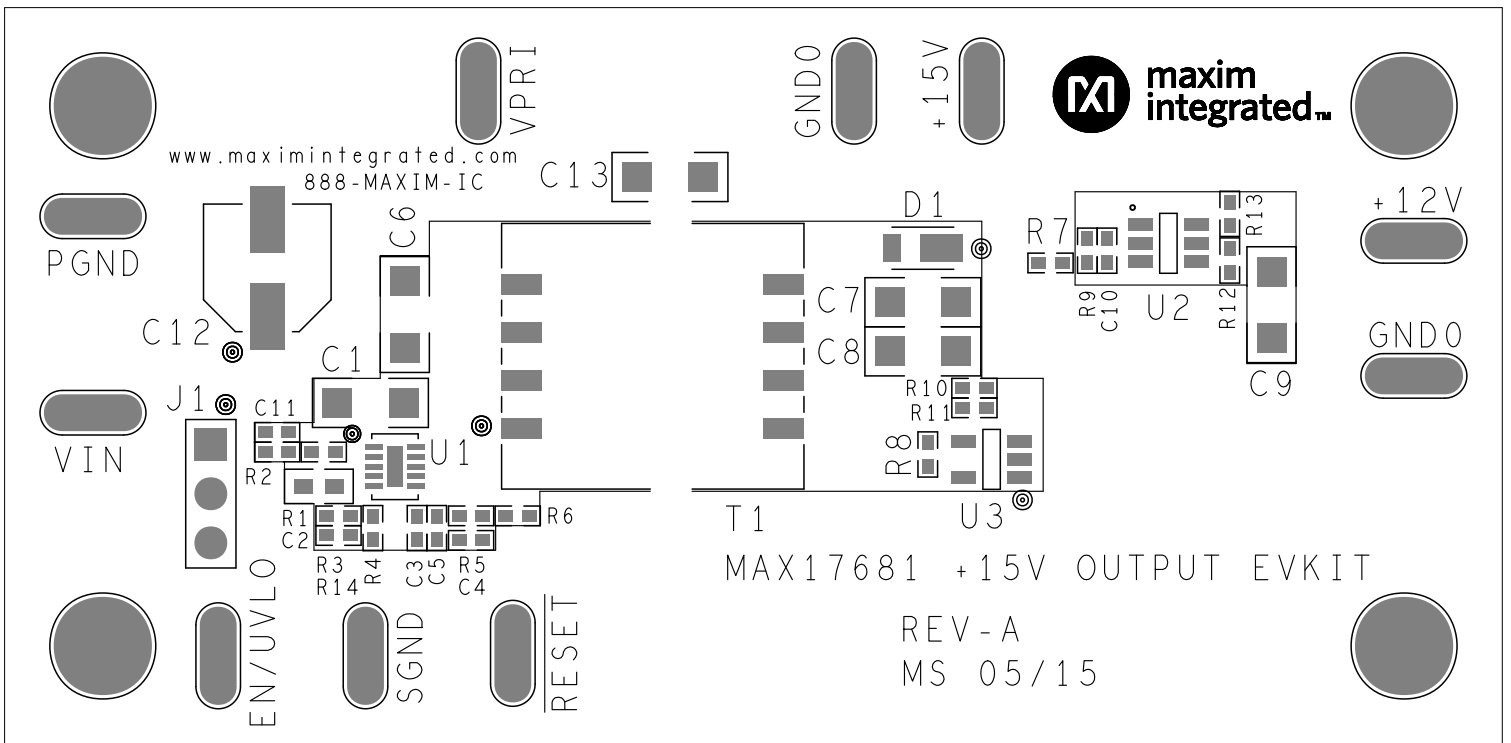 VPRI
GND0
+15V
maxim
integrated™
www.maximintegrated.com
888-MAXIM-IC
C13
PGND
C6
D1
R7
R13
+12V
C7
C12
R9
C10
U2
R12
C8
GND0
C1
R10
C9
J1
C11
R11
VIN
R2
U1
R8
R1
R6
T1
U3
C2
R3
R4
C3
C5
R5
R14
C4
MAX17681 +15V OUTPUT EVKIT
EN/UVLO
SGND
RESET
REV-A
MS 05/15